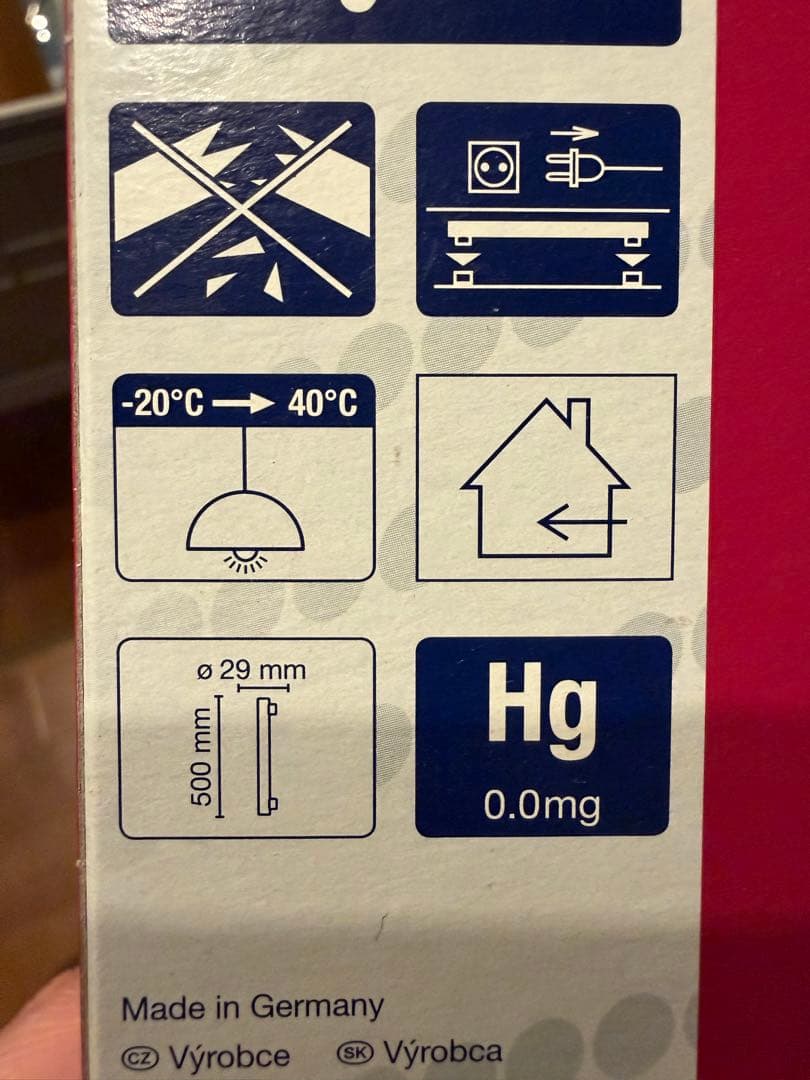 -20°C → 40°C
ø 29 mm
500 mm
Hg
0.0mg
Made in Germany
CZ Výrobce SK Výrobca